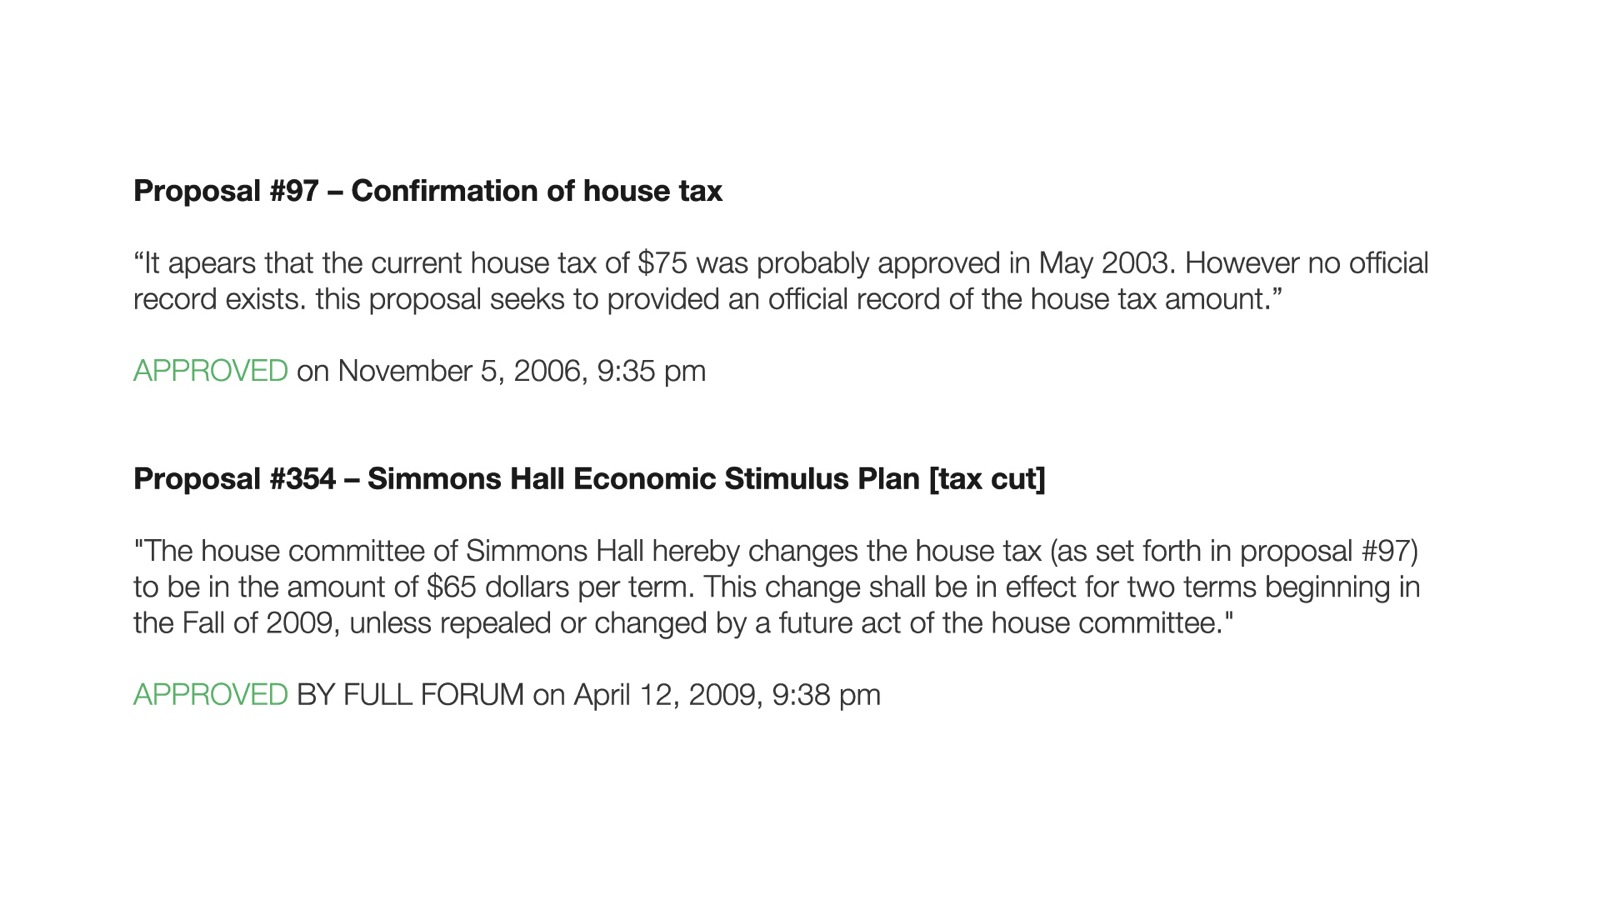 Proposal #97 – Confirmation of house tax
“It apears that the current house tax of $75 was probably approved in May 2003. However no official
record exists. this proposal seeks to provided an official record of the house tax amount.”
APPROVED on November 5, 2006, 9:35 pm
Proposal #354 – Simmons Hall Economic Stimulus Plan [tax cut]
"The house committee of Simmons Hall hereby changes the house tax (as set forth in proposal #97)
to be in the amount of $65 dollars per term. This change shall be in effect for two terms beginning in
the Fall of 2009, unless repealed or changed by a future act of the house committee."
APPROVED BY FULL FORUM on April 12, 2009, 9:38 pm